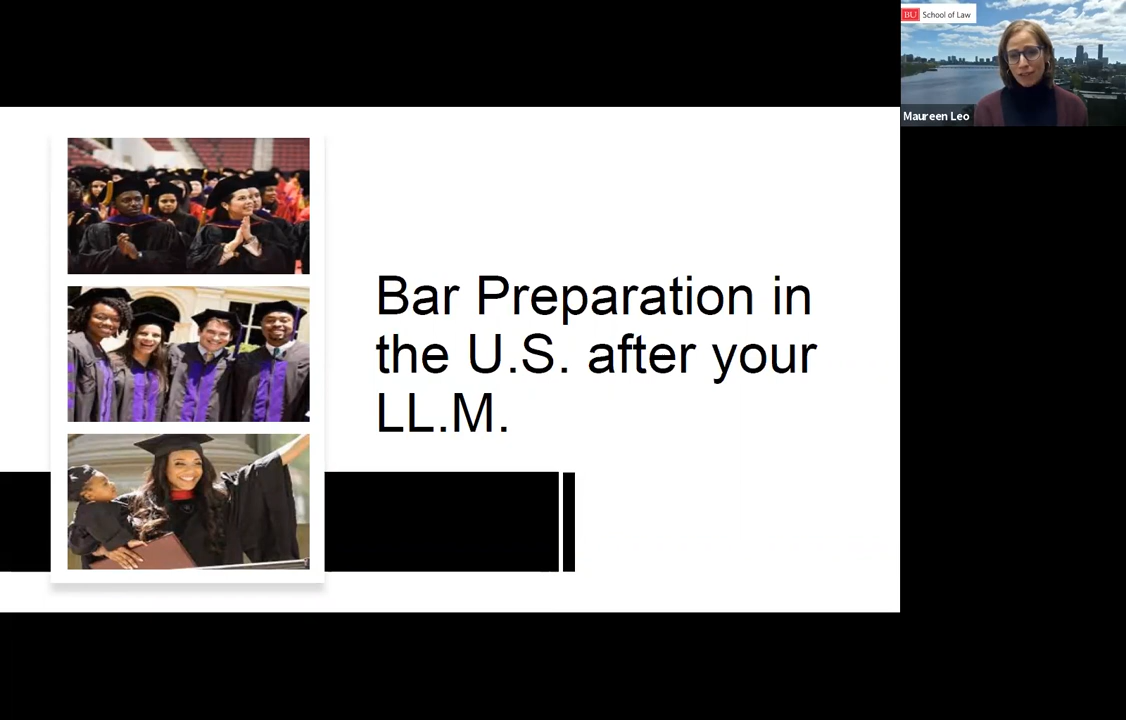 BU School of Law
Maureen Leo
Bar Preparation in
the U.S. after your
LL.M.